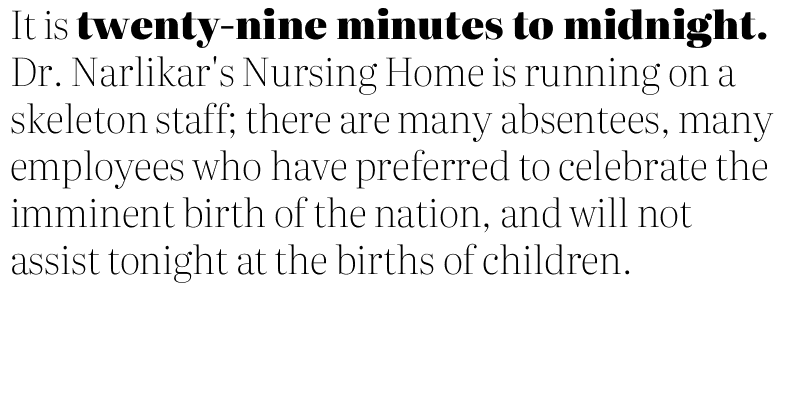 It is twenty-nine minutes to midnight.
Dr. Narlikar's Nursing Home is running on a
skeleton staff; there are many absentees, many
employees who have preferred to celebrate the
imminent birth of the nation, and will not
assist tonight at the births of children.